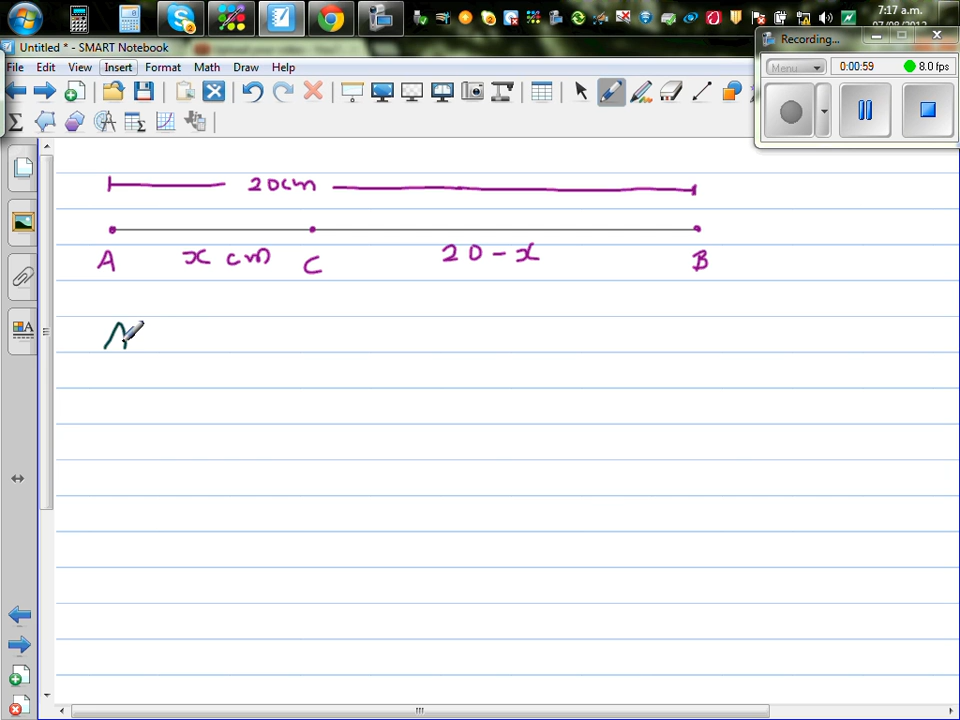 7:17 a.m.
Untitled * - SMART Notebook
Recording...
File Edit View Insert Format Math Draw Help
Menu
0:00:59
8.0 fps
20cm
A x cm C 20-x B